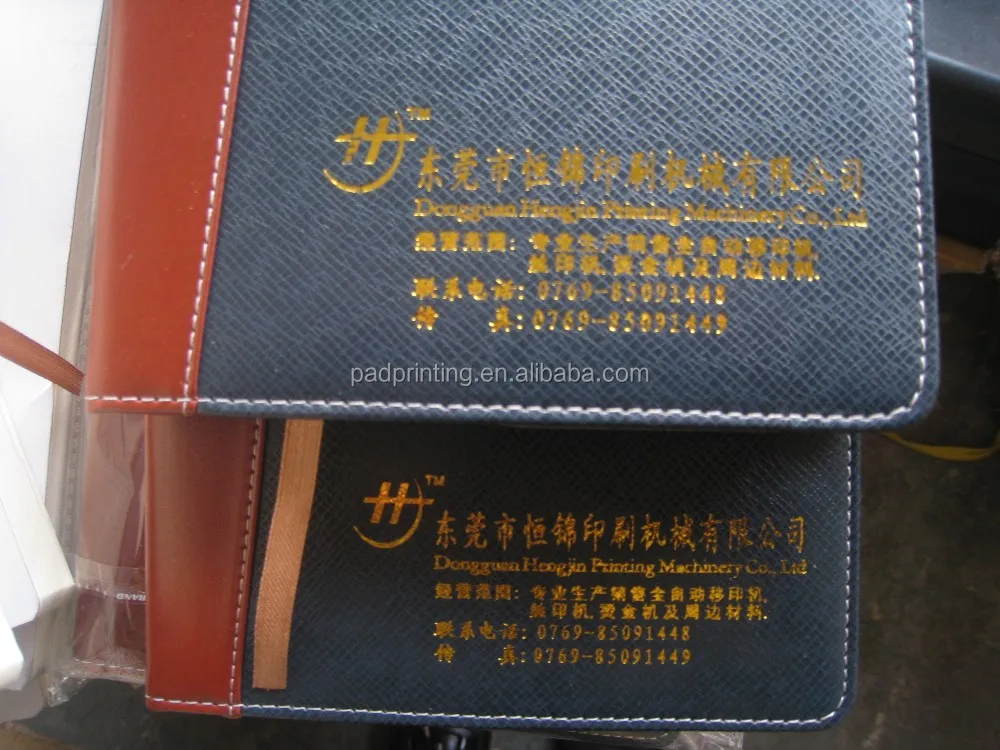 TM
东莞市恒锦印刷机械有限公司
Dongguan Hengjin Printing Machinery Co., Ltd
经营范围: 专业生产销售全自动移印机,
丝印机,烫金机及周边材料.
联系电话: 0769-85091448
传 真: 0769-85091449
padprinting.en.alibaba.com
TM
东莞市恒锦印刷机械有限公司
Dongguan Hengjin Printing Machinery Co., Ltd
经营范围: 专业生产销售全自动移印机,
丝印机,烫金机及周边材料.
联系电话: 0769-85091448
传 真: 0769-85091449